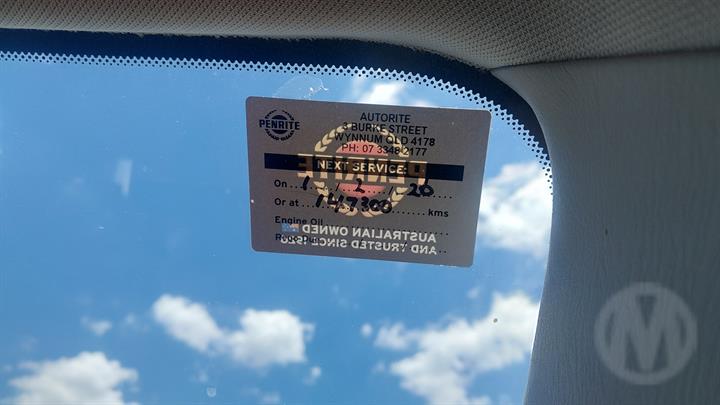 PENRITE
AUTORITE
3 BURKE STREET
WYNNUM QLD 4178
PH: 07 3348 2177
NEXT SERVICE:
On 1 / 2 / 20
Or at 147300 kms
Engine Oil
PENRITE
AUSTRALIAN OWNED
AND TRUSTED SINCE
M